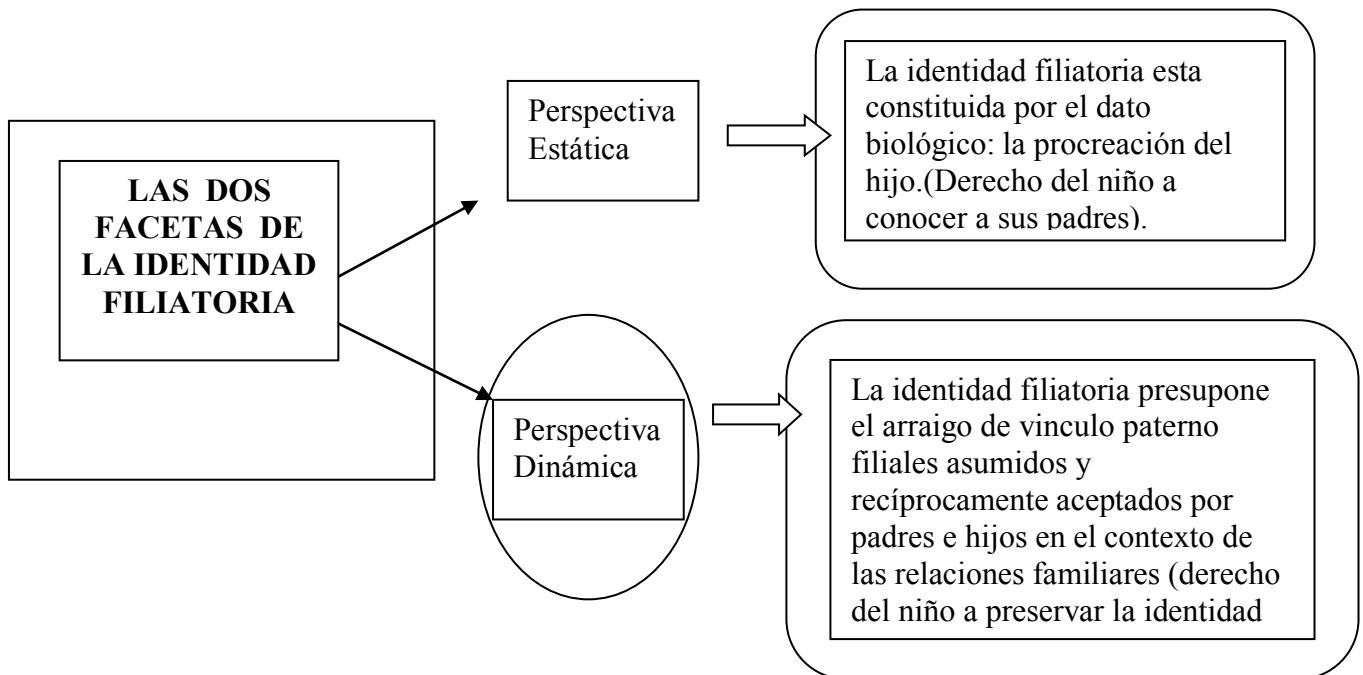 LAS DOS
FACETAS DE
LA IDENTIDAD
FILIATORIA
Perspectiva
Estática
La identidad filiatoria esta
constituida por el dato
biológico: la procreación del
hijo.(Derecho del niño a
conocer a sus padres).
Perspectiva
Dinámica
La identidad filiatoria presupone
el arraigo de vinculo paterno
filiales asumidos y
recíprocamente aceptados por
padres e hijos en el contexto de
las relaciones familiares (derecho
del niño a preservar la identidad